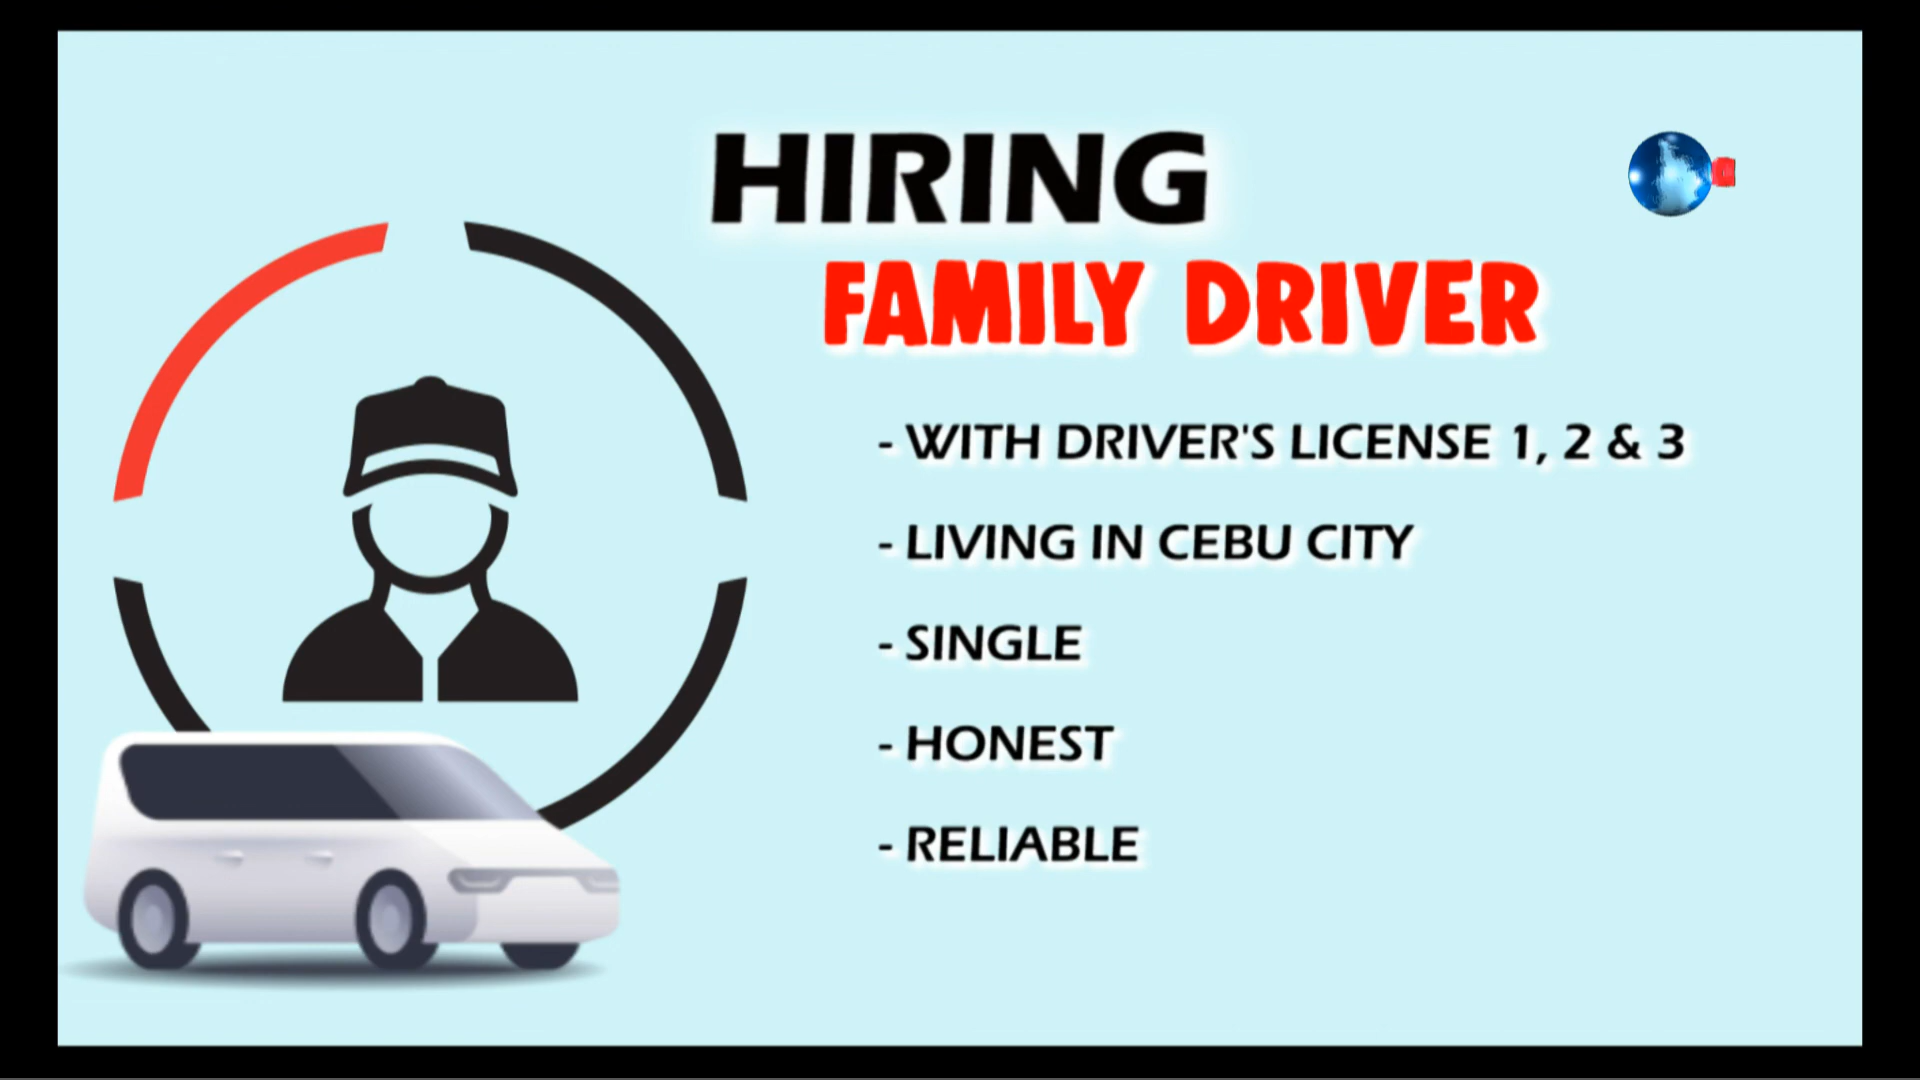 HIRING
FAMILY DRIVER
- WITH DRIVER'S LICENSE 1, 2 & 3
- LIVING IN CEBU CITY
- SINGLE
- HONEST
- RELIABLE